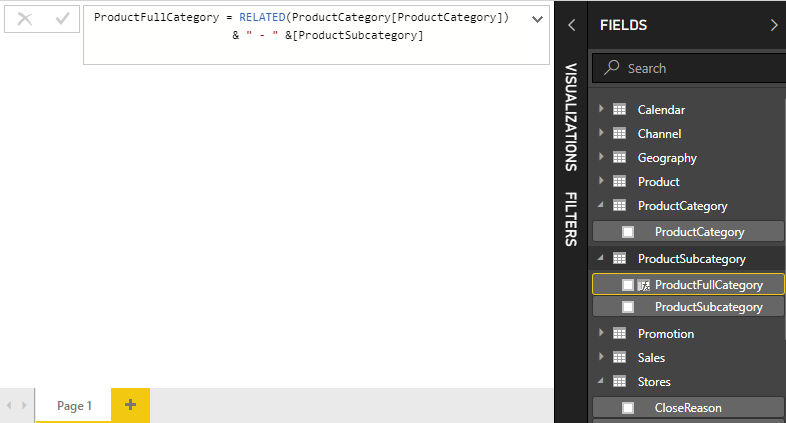 ProductFullCategory = RELATED(ProductCategory[ProductCategory])
& " - " &[ProductSubcategory]
Page 1
VISUALIZATIONS
FILTERS
FIELDS
Search
Calendar
Channel
Geography
Product
ProductCategory
ProductCategory
ProductSubcategory
ProductFullCategory
ProductSubcategory
Promotion
Sales
Stores
CloseReason